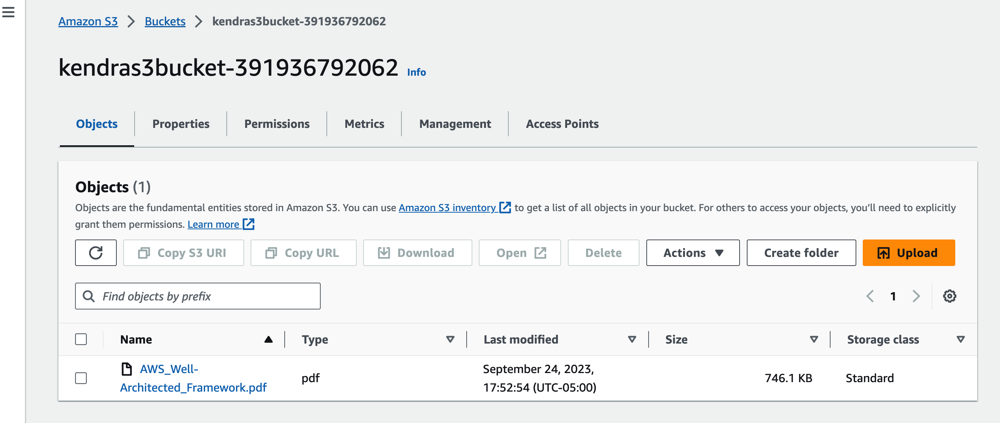 Amazon S3 Buckets kendras3bucket-391936792062
kendras3bucket-391936792062 Info
Objects Properties Permissions Metrics Management Access Points
Objects (1)
Objects are the fundamental entities stored in Amazon S3. You can use Amazon S3 inventory to get a list of all objects in your bucket. For others to access your objects, you’ll need to explicitly
grant them permissions. Learn more
Copy S3 URI Copy URL Download Open Delete Actions Create folder Upload
Find objects by prefix 1
Name Type Last modified Size Storage class
AWS_Well-
Architected_Framework.pdf
pdf
September 24, 2023,
17:52:54 (UTC-05:00)
746.1 KB
Standard